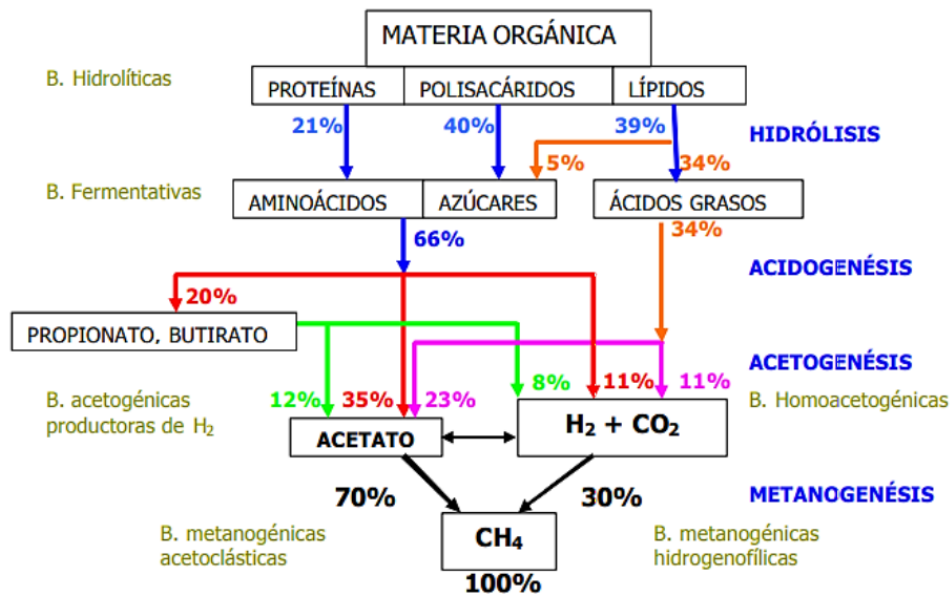 MATERIA ORGÁNICA
B. Hidrolíticas
PROTEÍNAS
POLISACÁRIDOS
LÍPIDOS
21%
40%
39%
HIDRÓLISIS
5%
34%
B. Fermentativas
AMINOÁCIDOS
AZÚCARES
ÁCIDOS GRASOS
66%
34%
ACIDOGENÉSIS
20%
PROPIONATO, BUTIRATO
ACETOGENÉSIS
B. acetogénicas
productoras de H₂
12%
35%
23%
8%
11%
11%
B. Homoacetogénicas
ACETATO
H₂ + CO₂
70%
30%
METANOGENÉSIS
B. metanogénicas
acetoclásticas
CH₄
B. metanogénicas
hidrogenofílicas
100%